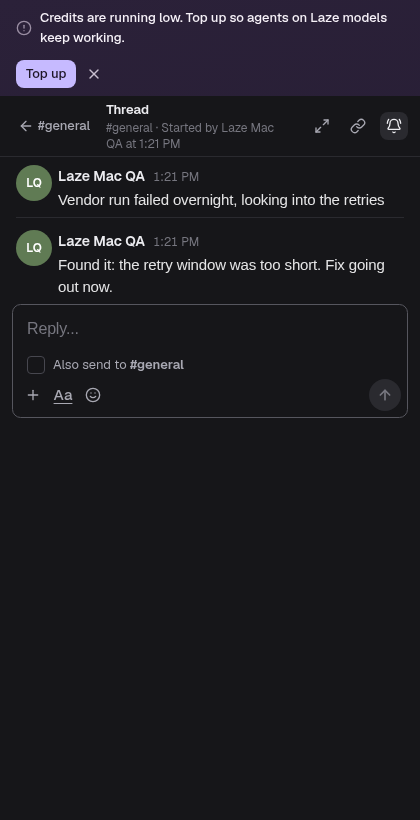 Credits are running low. Top up so agents on Laze models
keep working.
Top up
#general
Thread
#general · Started by Laze Mac
QA at 1:21 PM
LQ
Laze Mac QA 1:21 PM
Vendor run failed overnight, looking into the retries
LQ
Laze Mac QA 1:21 PM
Found it: the retry window was too short. Fix going
out now.
Reply...
Also send to #general
Aa